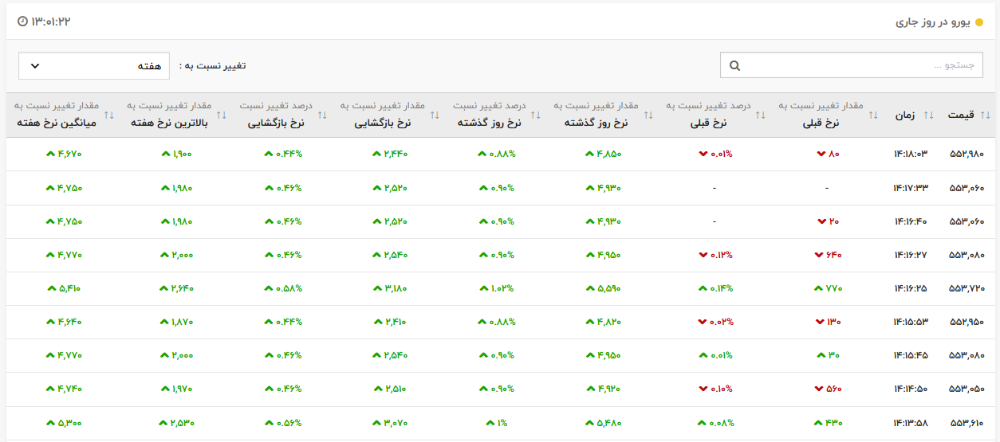 یورو در روز جاری
۱۳:۰۱:۲۲
جستجو ...
تغییر نسبت به :
هفته
قیمت
زمان
مقدار تغییر نسبت به
نرخ قبلی
درصد تغییر نسبت به
نرخ قبلی
مقدار تغییر نسبت به
نرخ روز گذشته
درصد تغییر نسبت
نرخ روز گذشته
مقدار تغییر نسبت به
نرخ بازگشایی
درصد تغییر نسبت
نرخ بازگشایی
مقدار تغییر نسبت به
بالاترین نرخ هفته
مقدار تغییر نسبت به
میانگین نرخ هفته
۵۵۲,۹۸۰ ۱۴:۱۸:۰۳ ۸۰ ۰.۰۱% ۴,۸۵۰ ۰.۸۸% ۲,۴۴۰ ۰.۴۴% ۱,۹۰۰ ۴,۶۷۰
۵۵۳,۰۶۰ ۱۴:۱۷:۳۳ - - ۴,۹۳۰ ۰.۹۰% ۲,۵۲۰ ۰.۴۶% ۱,۹۸۰ ۴,۷۵۰
۵۵۳,۰۶۰ ۱۴:۱۶:۴۰ ۲۰ - ۴,۹۳۰ ۰.۹۰% ۲,۵۲۰ ۰.۴۶% ۱,۹۸۰ ۴,۷۵۰
۵۵۳,۰۸۰ ۱۴:۱۶:۲۷ ۶۴۰ ۰.۱۲% ۴,۹۵۰ ۰.۹۰% ۲,۵۴۰ ۰.۴۶% ۲,۰۰۰ ۴,۷۷۰
۵۵۳,۷۲۰ ۱۴:۱۶:۲۵ ۷۷۰ ۰.۱۴% ۵,۵۹۰ ۱.۰۲% ۳,۱۸۰ ۰.۵۸% ۲,۶۴۰ ۵,۴۱۰
۵۵۲,۹۵۰ ۱۴:۱۵:۵۳ ۱۳۰ ۰.۰۲% ۴,۸۲۰ ۰.۸۸% ۲,۴۱۰ ۰.۴۴% ۱,۸۷۰ ۴,۶۴۰
۵۵۳,۰۸۰ ۱۴:۱۵:۴۵ ۳۰ ۰.۰۱% ۴,۹۵۰ ۰.۹۰% ۲,۵۴۰ ۰.۴۶% ۲,۰۰۰ ۴,۷۷۰
۵۵۳,۰۵۰ ۱۴:۱۴:۵۰ ۵۶۰ ۰.۱۰% ۴,۹۲۰ ۰.۹۰% ۲,۵۱۰ ۰.۴۶% ۱,۹۷۰ ۴,۷۴۰
۵۵۳,۶۱۰ ۱۴:۱۳:۵۸ ۴۳۰ ۰.۰۸% ۵,۴۸۰ ۱% ۳,۰۷۰ ۰.۵۶% ۲,۵۳۰ ۵,۳۰۰